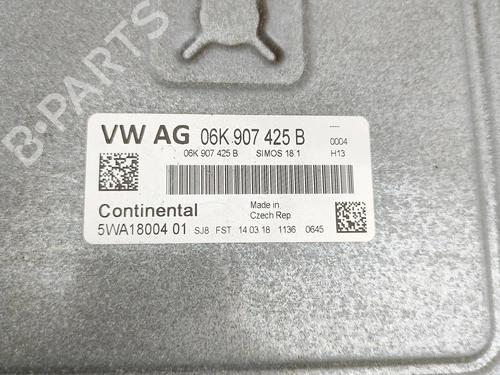 B-PARTS
VW AG 06K 907 425 B
----
0004
06K 907 425 B SIMOS 18.1 H13
Continental
Made in
Czech Rep.
5WA18004 01 SJ8 FST 14.03.18 1136 0645